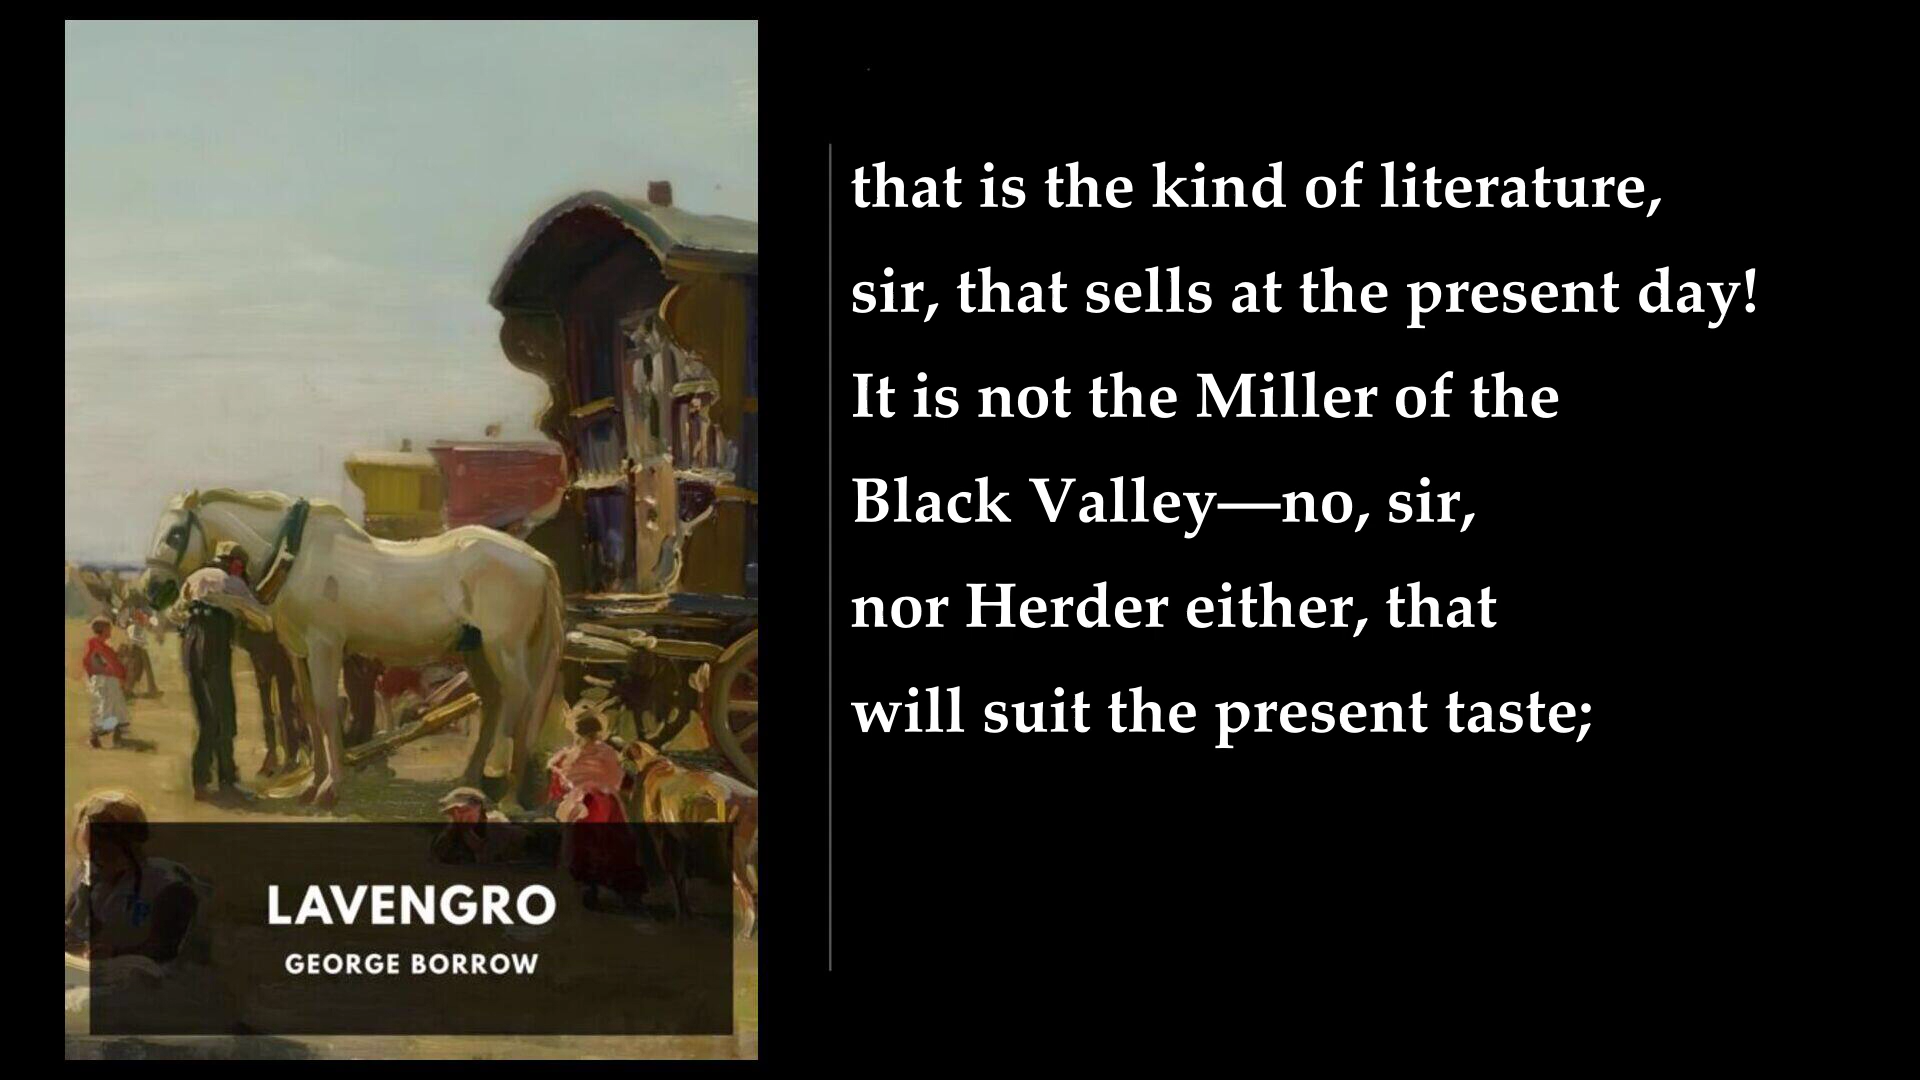 that is the kind of literature,
sir, that sells at the present day!
It is not the Miller of the
Black Valley—no, sir,
nor Herder either, that
will suit the present taste;
LAVENGRO
GEORGE BORROW